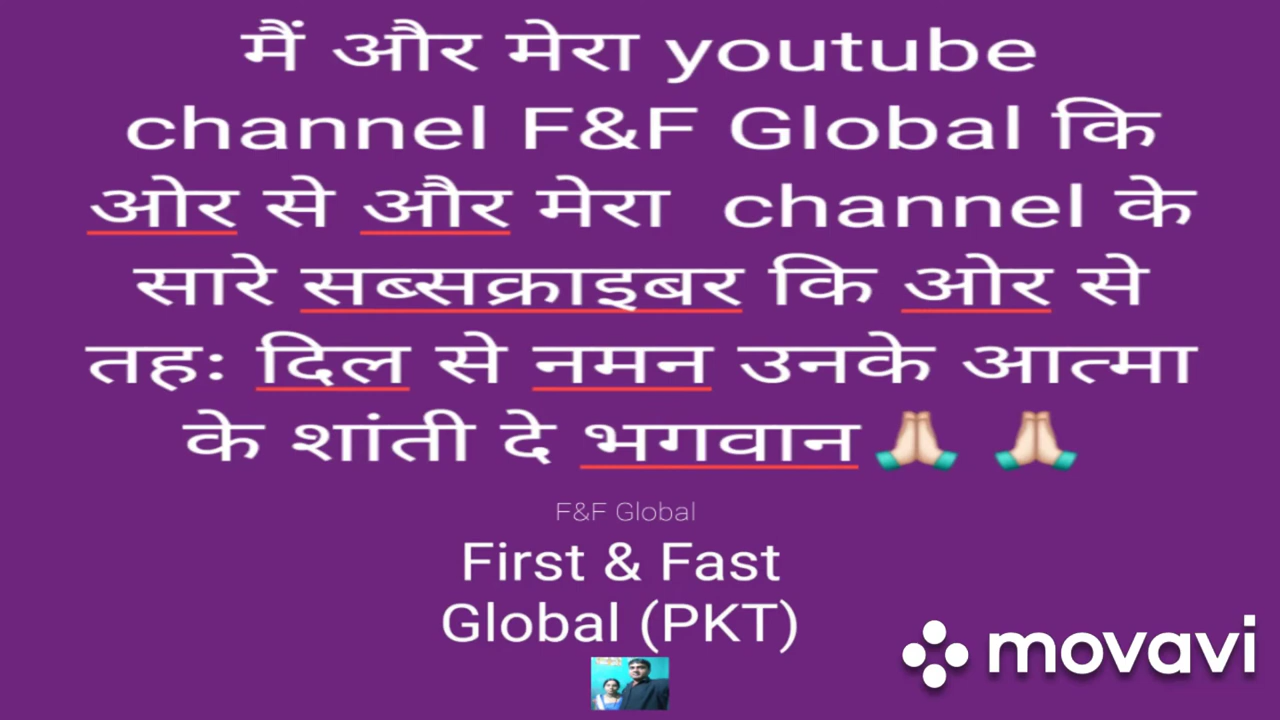 मैं और मेरा youtube
channel F&F Global कि
ओर से और मेरा channel के
सारे सब्सक्राइबर कि ओर से
तहः दिल से नमन उनके आत्मा
के शांती दे भगवान🙏🏻 🙏🏻
F&F Global
First & Fast
Global (PKT)
movavi